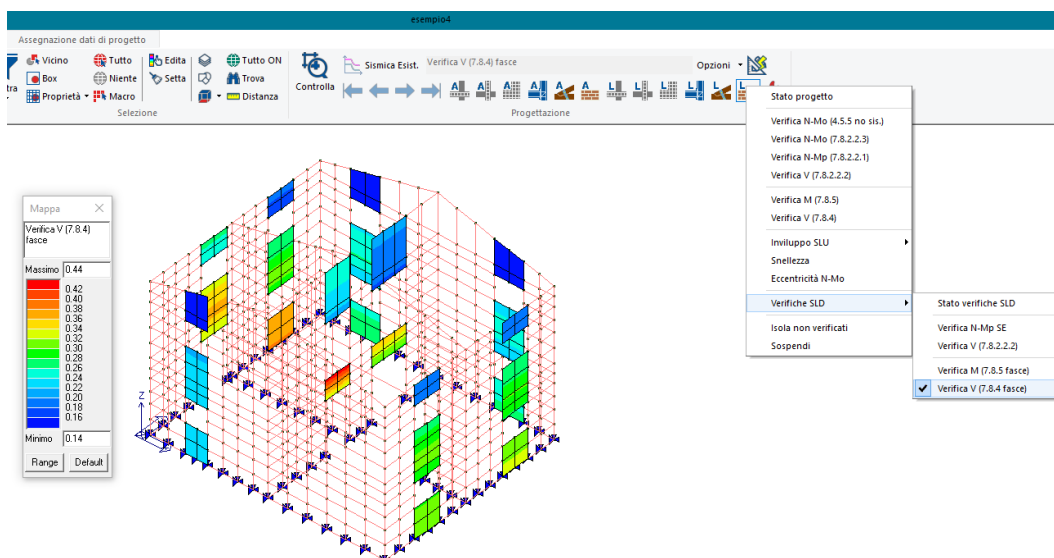 esempio4
Assegnazione dati di progetto
tra
Vicino
Box
Proprietà
Tutto
Niente
Macro
Edita
Setta
Tutto ON
Trova
Distanza
Selezione
Controlla
Sismica Esist.
Verifica V (7.8.4) fasce
Opzioni
Progettazione
Stato progetto
Verifica N-Mo (4.5.5 no sis.)
Verifica N-Mo (7.8.2.2.3)
Verifica N-Mp (7.8.2.2.1)
Verifica V (7.8.2.2.2)
Verifica M (7.8.5)
Verifica V (7.8.4)
Inviluppo SLU
Snellezza
Eccentricità N-Mo
Verifiche SLD
Isola non verificati
Sospendi
Stato verifiche SLD
Verifica N-Mp SE
Verifica V (7.8.2.2.2)
Verifica M (7.8.5 fasce)
Verifica V (7.8.4 fasce)
Mappa
Verifica V (7.8.4)
fasce
Massimo 0.44
0.42
0.40
0.38
0.36
0.34
0.32
0.30
0.28
0.26
0.24
0.22
0.20
0.18
0.16
Minimo 0.14
Range Default
Z